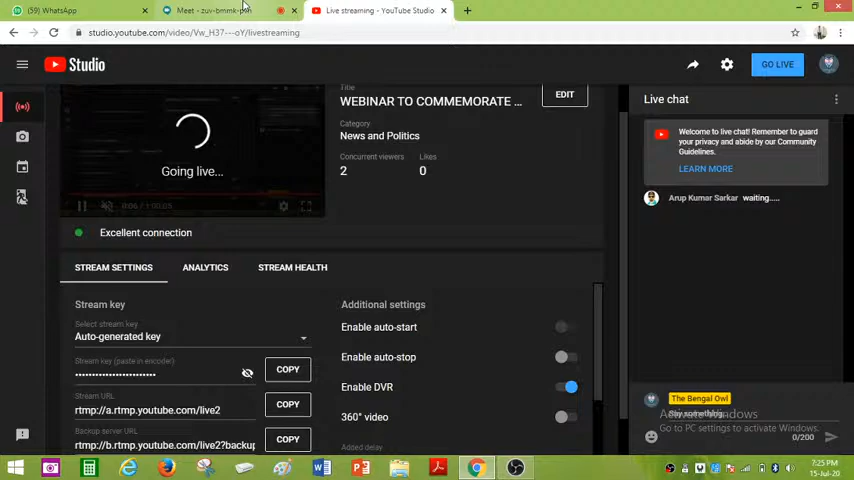 (59) WhatsApp
Meet - zuv-bmmk-p
Live streaming - YouTube Studio
studio.youtube.com/video/Vw_H37---oY/livestreaming
Studio
GO LIVE
Title
WEBINAR TO COMMEMORATE ...
EDIT
Category
News and Politics
Concurrent viewers
Likes
2
0
Going live...
Excellent connection
STREAM SETTINGS
ANALYTICS
STREAM HEALTH
Stream key
Select stream key
Auto-generated key
Stream key (paste in encoder)
COPY
Stream URL
rtmp://a.rtmp.youtube.com/live2
COPY
Backup server URL
rtmp://b.rtmp.youtube.com/live2?backup
COPY
Additional settings
Enable auto-start
Enable auto-stop
Enable DVR
360° video
Added delay
Live chat
Welcome to live chat! Remember to guard
your privacy and abide by our Community
Guidelines.
LEARN MORE
Arup Kumar Sarkar waiting.....
The Bengal Owl
Say something...
0/200
Activate Windows
Go to PC settings to activate Windows.
7:25 PM
15-Jul-20